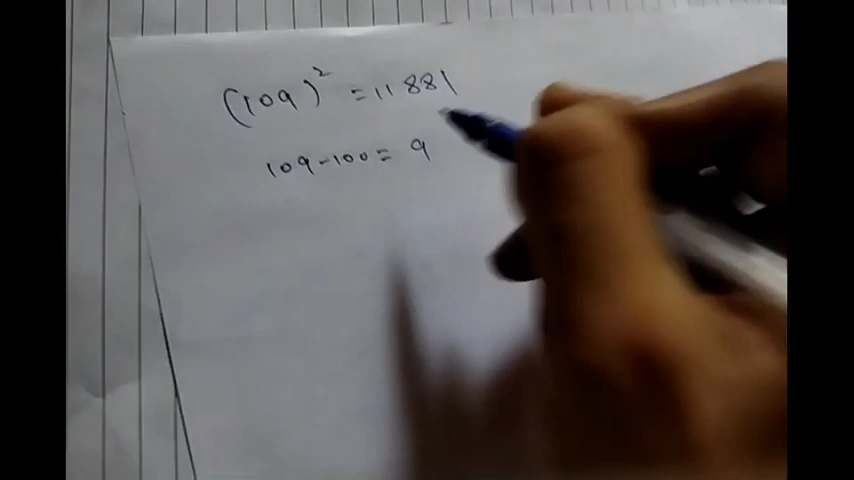 (109)² = 11881
109-100 = 9